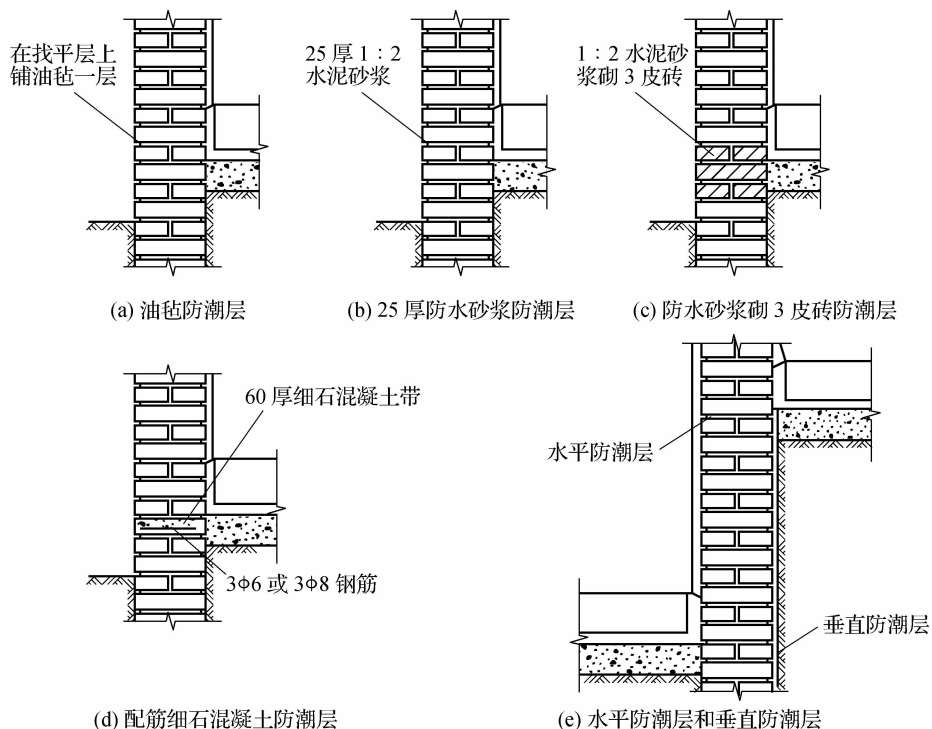 在找平层上
铺油毡一层
25 厚 1∶2
水泥砂浆
1∶2 水泥砂
浆砌 3 皮砖
(a) 油毡防潮层
(b) 25 厚防水砂浆防潮层
(c) 防水砂浆砌 3 皮砖防潮层
60 厚细石混凝土带
3Φ6 或 3Φ8 钢筋
(d) 配筋细石混凝土防潮层
水平防潮层
垂直防潮层
(e) 水平防潮层和垂直防潮层